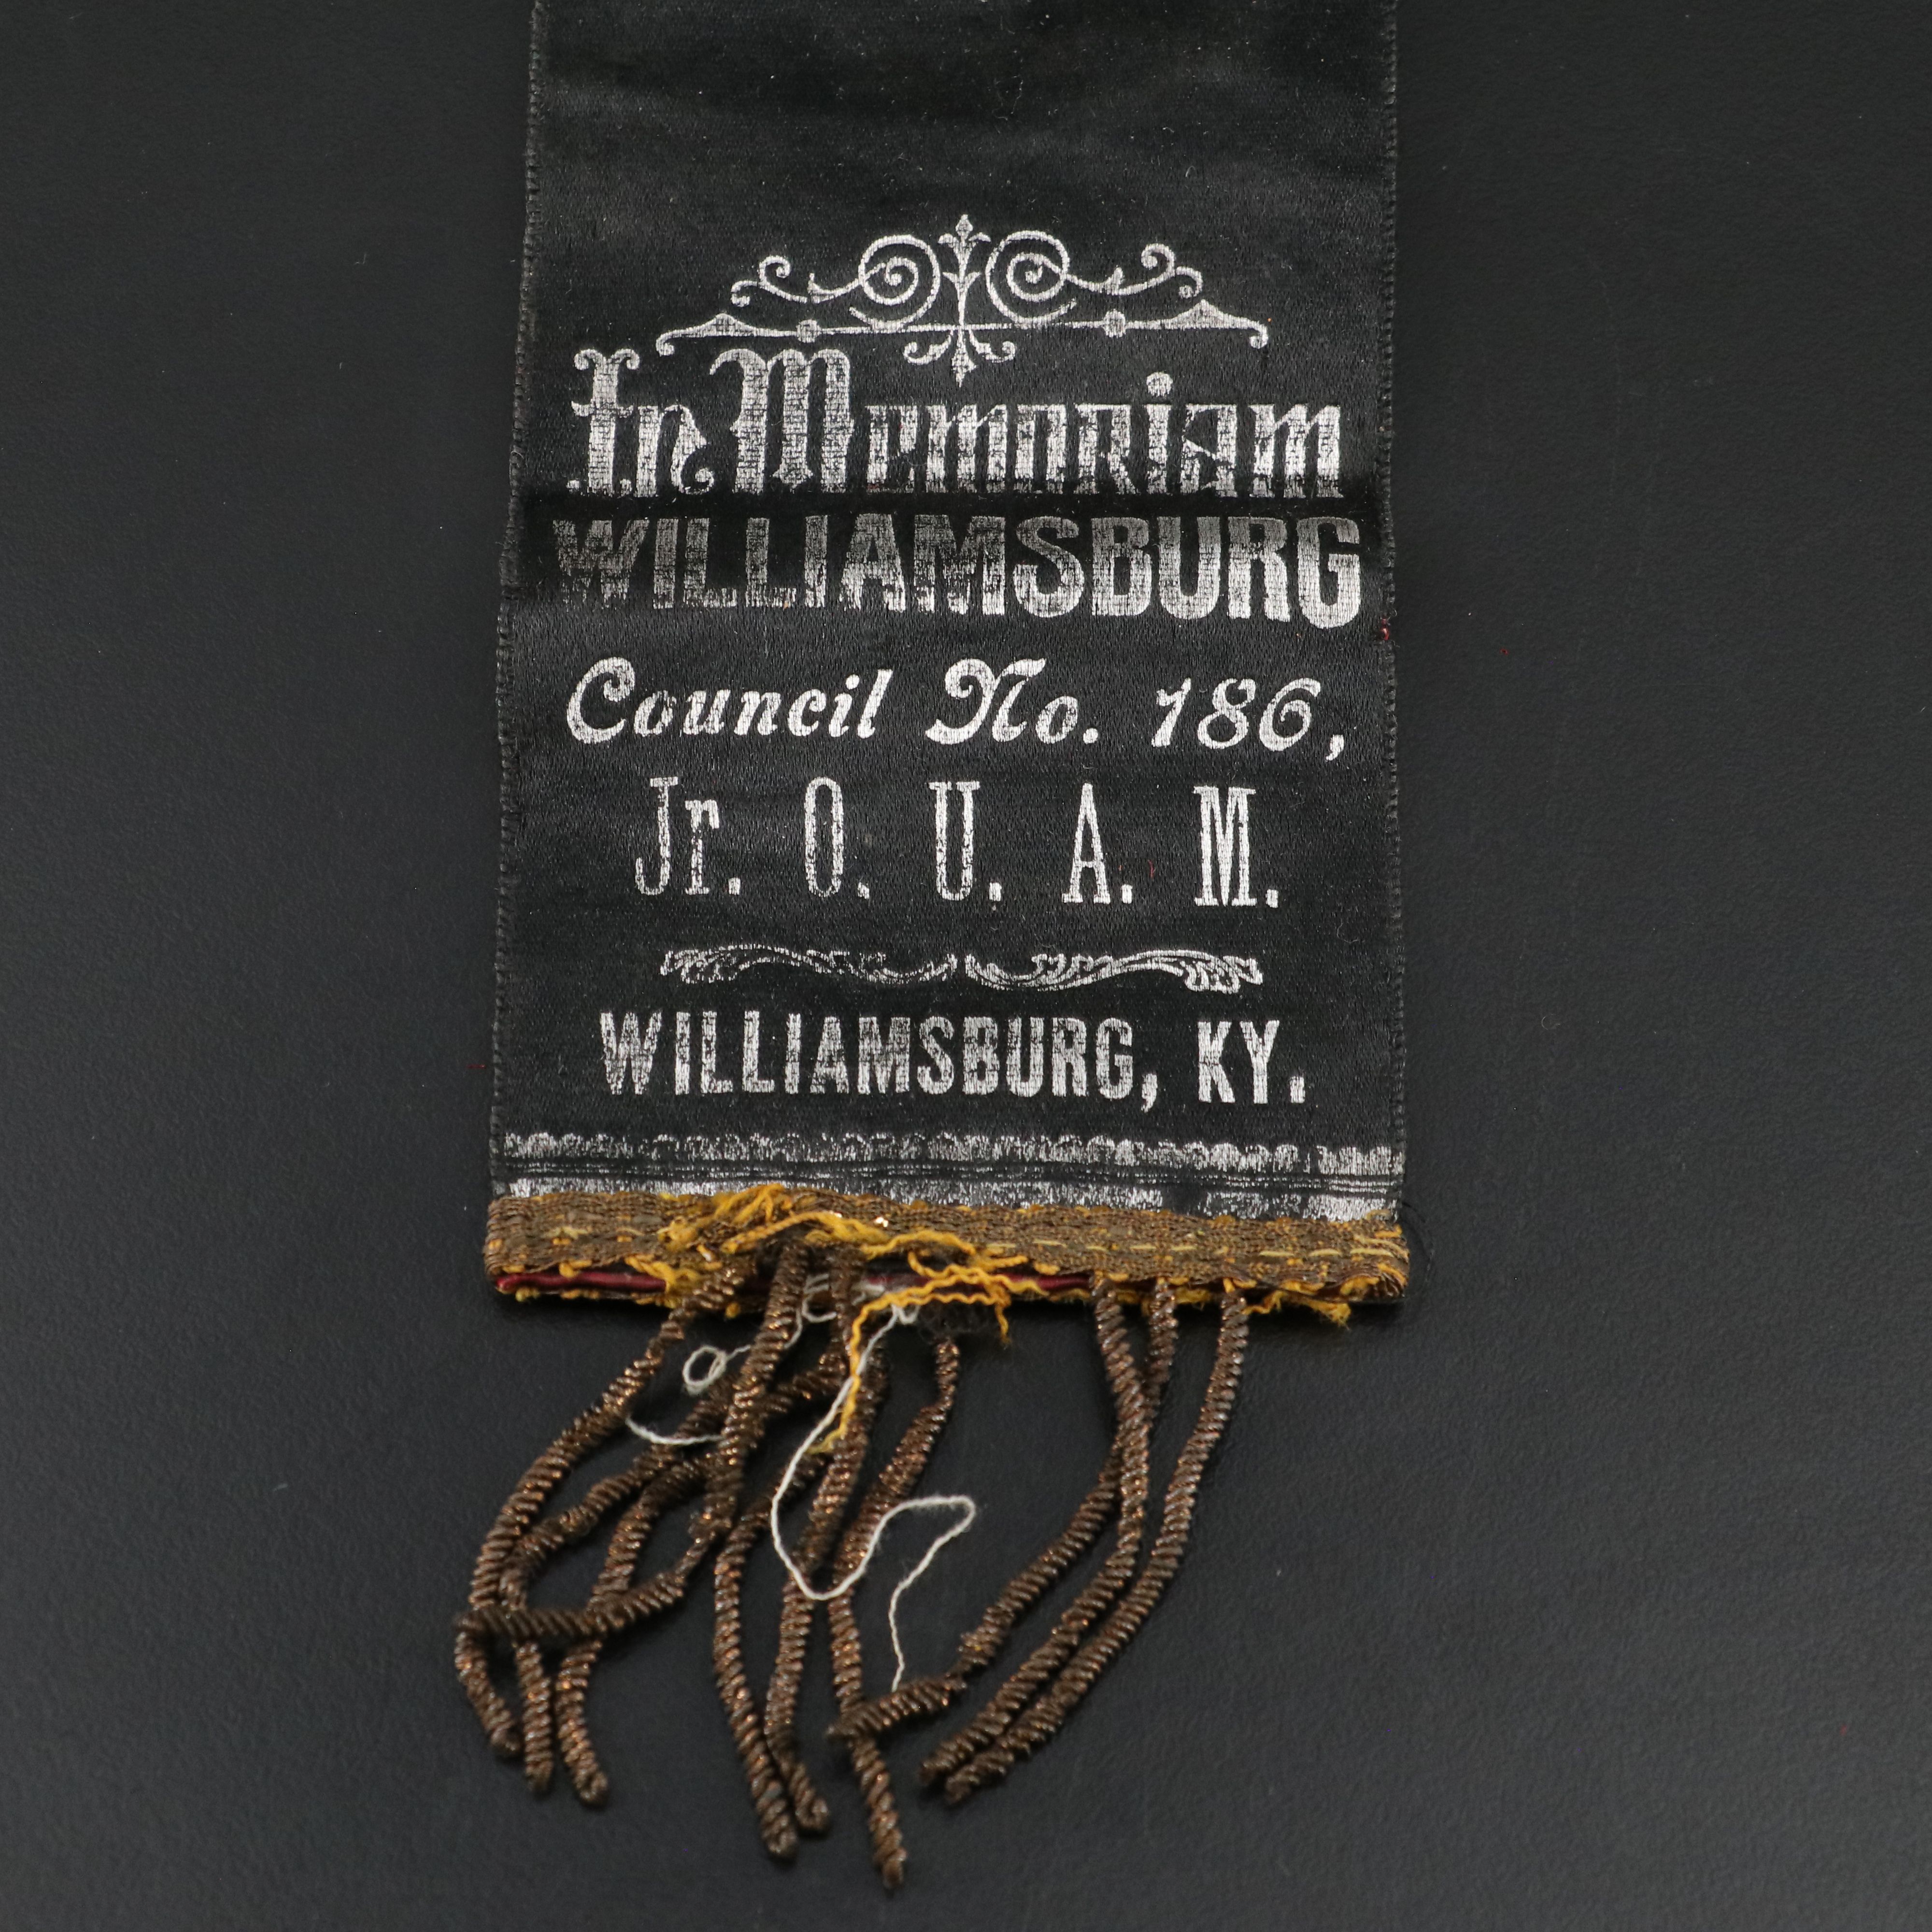 In Memoriam
WILLIAMSBURG
Council No. 186,
Jr. O. U. A. M.
WILLIAMSBURG, KY.